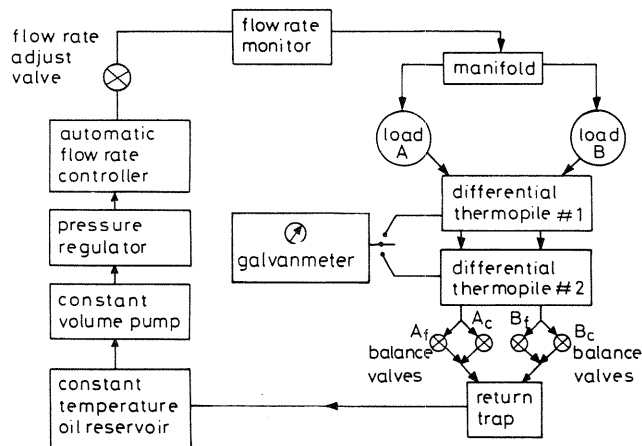 flow rate
adjust
valve
flow rate
monitor
manifold
load
A
load
B
automatic
flow rate
controller
differential
thermopile #1
pressure
regulator
galvanmeter
differential
thermopile #2
constant
volume pump
Af
Ac
Bf
Bc
balance
valves
balance
valves
constant
temperature
oil reservoir
return
trap